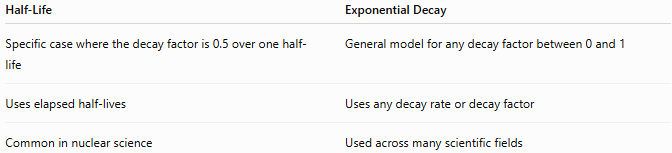 Half-Life Exponential Decay
Specific case where the decay factor is 0.5 over one half- General model for any decay factor between 0 and 1
life
Uses elapsed half-lives Uses any decay rate or decay factor
Common in nuclear science Used across many scientific fields